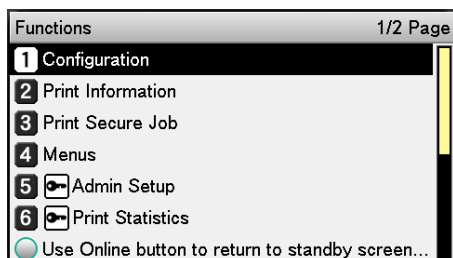 Functions 1/2 Page
1 Configuration
2 Print Information
3 Print Secure Job
4 Menus
5 Admin Setup
6 Print Statistics
Use Online button to return to standby screen...